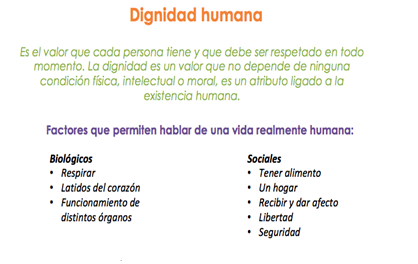 Dignidad humana
Es el valor que cada persona tiene y que debe ser respetado en todo
momento. La dignidad es un valor que no depende de ninguna
condición física, intelectual o moral, es un atributo ligado a la
existencia humana.
Factores que permiten hablar de una vida realmente humana:
Biológicos
• Respirar
• Latidos del corazón
• Funcionamiento de
distintos órganos
Sociales
• Tener alimento
• Un hogar
• Recibir y dar afecto
• Libertad
• Seguridad